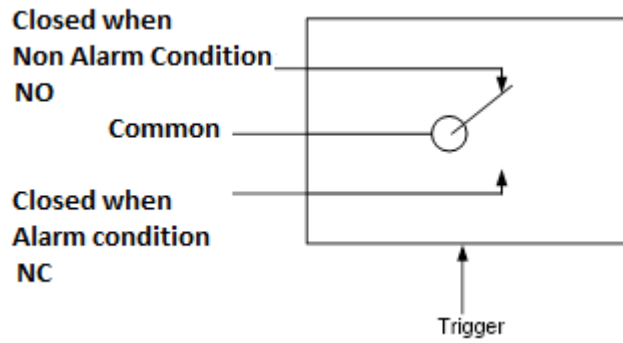 Closed when
Non Alarm Condition
NO
Common
Closed when
Alarm condition
NC
Trigger